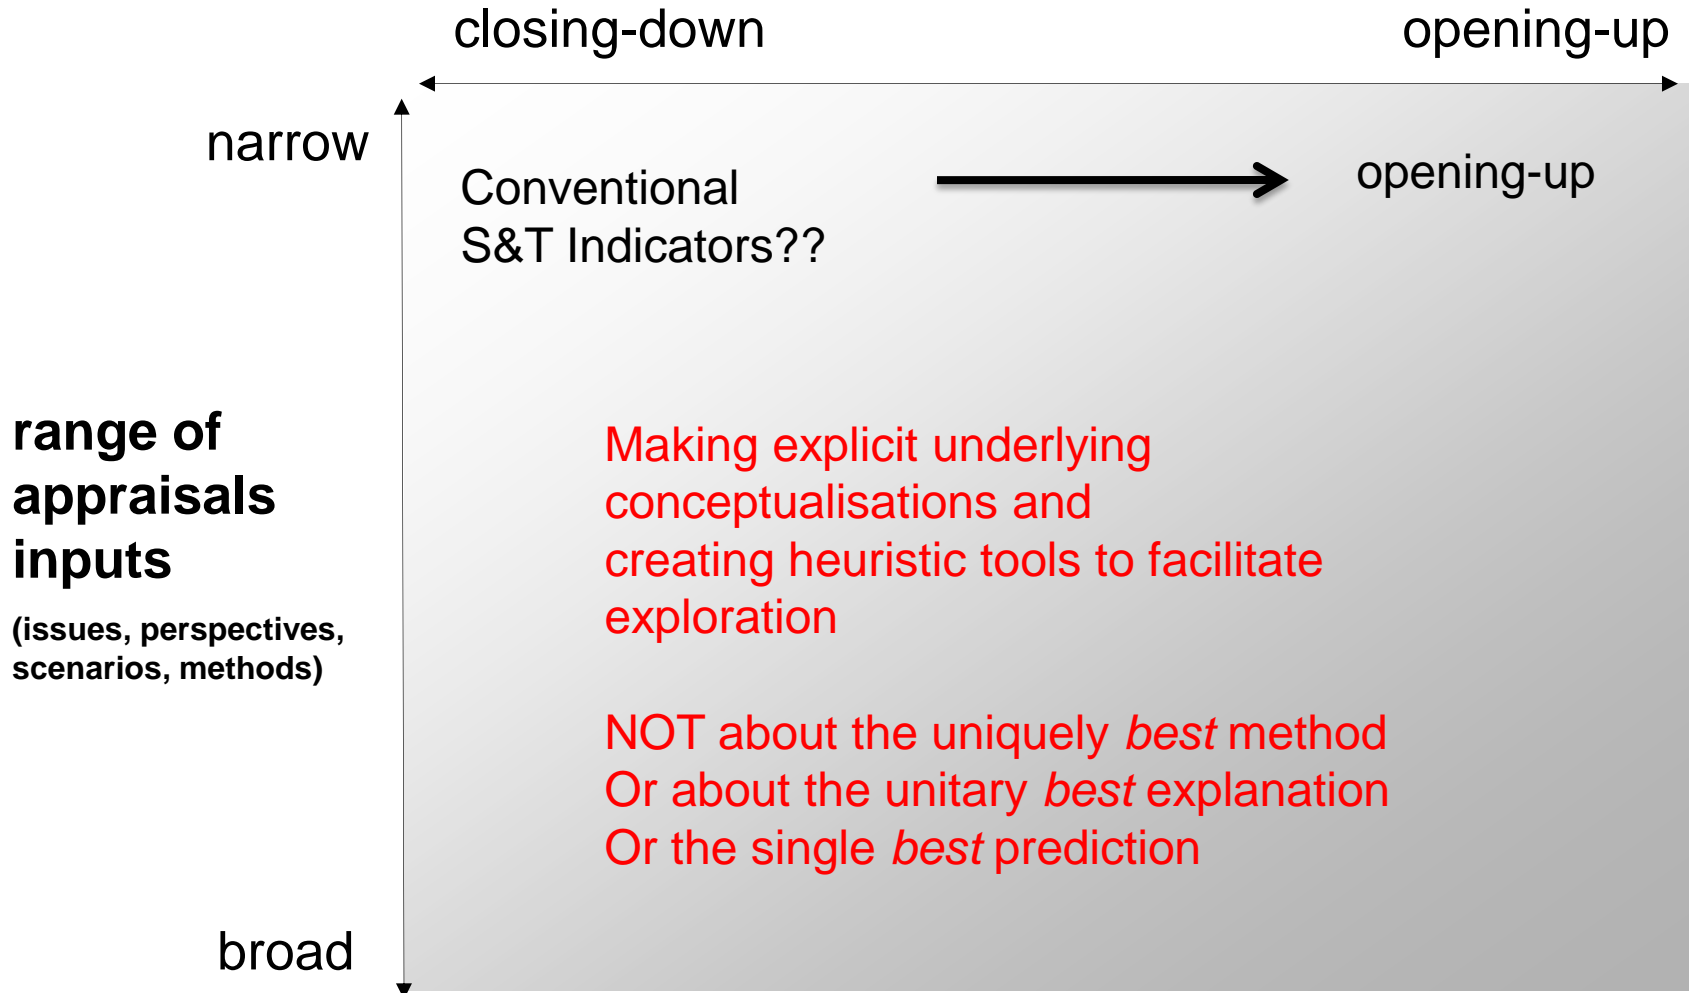 closing-down
opening-up
narrow
Conventional
S&T Indicators??
opening-up
range of
appraisals
inputs
(issues, perspectives,
scenarios, methods)
Making explicit underlying
conceptualisations and
creating heuristic tools to facilitate
exploration
NOT about the uniquely best method
Or about the unitary best explanation
Or the single best prediction
broad